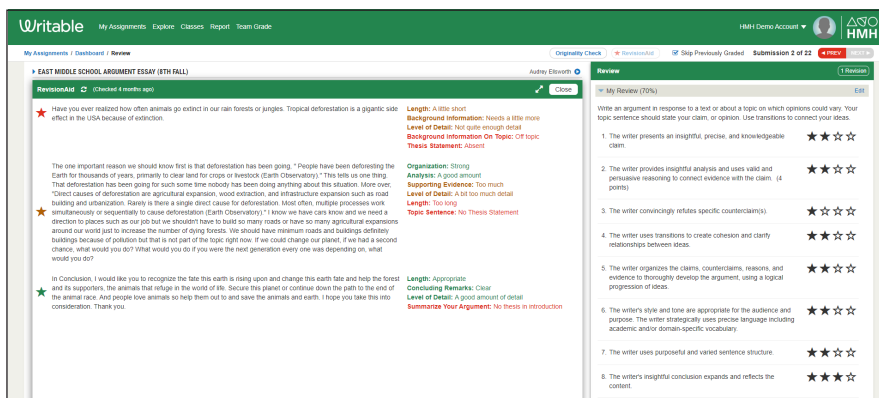 Writable
My Assignments Explore Classes Report Team Grade
HMH Demo Account
HMH
My Assignments / Dashboard / Review
Originality Check
RevisionAid
Skip Previously Graded
Submission 2 of 22
PREV
NEXT
EAST MIDDLE SCHOOL ARGUMENT ESSAY (8TH FALL)
Audrey Ellsworth
RevisionAid
(Checked 4 months ago)
Close
Have you ever realized how often animals go extinct in our rain forests or jungles. Tropical deforestation is a gigantic side
effect in the USA because of extinction.
Length: A little short
Background Information: Needs a little more
Level of Detail: Not quite enough detail
Background Information On Topic: Off topic
Thesis Statement: Absent
The one important reason we should know first is that deforestation has been going, " People have been deforesting the
Earth for thousands of years, primarily to clear land for crops or livestock (Earth Observatory)." This tells us one thing.
That deforestation has been going for such some time nobody has been doing anything about this situation. More over,
"Direct causes of deforestation are agricultural expansion, wood extraction, and infrastructure expansion such as road
building and urbanization. Rarely is there a single direct cause for deforestation. Most often, multiple processes work
simultaneously or sequentially to cause deforestation (Earth Observatory)." I know we have cars know and we need a
direction to places such as our job but we shouldn't have to build so many roads or have so many agricultural expansions
around our world just to increase the number of dying forests. We should have minimum roads and buildings definitely
buildings because of pollution but that is not part of the topic right now. If we could change our planet, if we had a second
chance, what would you do? What would you do if you were the next generation every one was depending on, what
would you do?
Organization: Strong
Analysis: A good amount
Supporting Evidence: Too much
Level of Detail: A bit too much detail
Length: Too long
Topic Sentence: No Thesis Statement
In Conclusion, I would like you to recognize the fate this earth is rising upon and change this earth fate and help the forest
and its supporters, the animals that refuge in the world of life. Secure this planet or continue down the path to the end of
the animal race. And people love animals so help them out to and save the animals and earth. I hope you take this into
consideration. Thank you.
Length: Appropriate
Concluding Remarks: Clear
Level of Detail: A good amount of detail
Summarize Your Argument: No thesis in introduction
Review
1 Revision
My Review (70%)
Edit
Write an argument in response to a text or about a topic on which opinions could vary. Your
topic sentence should state your claim, or opinion. Use transitions to connect your ideas.
1. The writer presents an insightful, precise, and knowledgeable
claim.
2. The writer provides insightful analysis and uses valid and
persuasive reasoning to connect evidence with the claim. (4
points)
3. The writer convincingly refutes specific counterclaim(s).
4. The writer uses transitions to create cohesion and clarify
relationships between ideas.
5. The writer organizes the claims, counterclaims, reasons, and
evidence to thoroughly develop the argument, using a logical
progression of ideas.
6. The writer's style and tone are appropriate for the audience and
purpose. The writer strategically uses precise language including
academic and/or domain-specific vocabulary.
7. The writer uses purposeful and varied sentence structure.
8. The writer's insightful conclusion expands and reflects the
content.